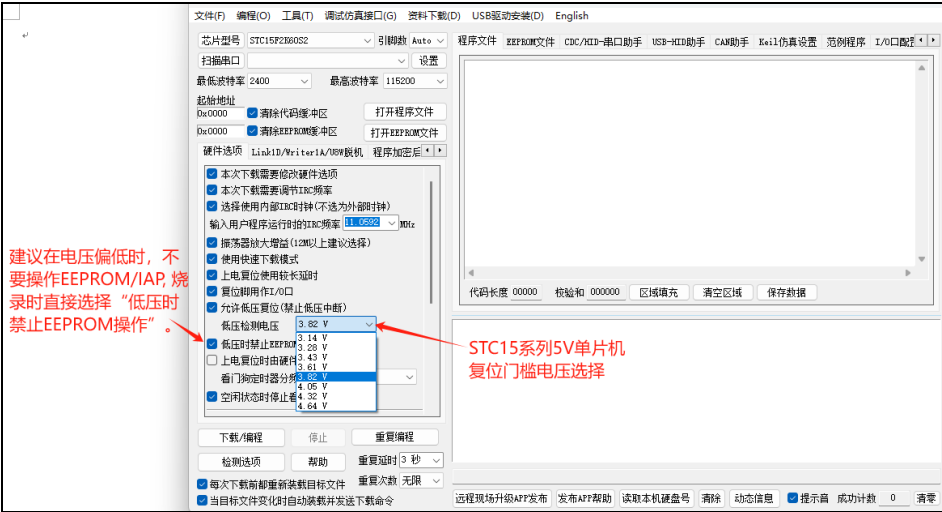 文件(F) 编程(O) 工具(T) 调试仿真接口(G) 资料下载(D) USB驱动安装(D) English
芯片型号 STC15F2K60S2 引脚数 Auto
扫描串口 设置
最低波特率 2400 最高波特率 115200
起始地址
0x0000 清除代码缓冲区 打开程序文件
0x0000 清除EEPROM缓冲区 打开EEPROM文件
硬件选项 Link1D/Writer1A/U8W脱机 程序加密后
本次下载需要修改硬件选项
本次下载需要调节IRC频率
选择使用内部IRC时钟(不选为外部时钟)
输入用户程序运行时的IRC频率 11.0592 MHz
振荡器放大增益(12M以上建议选择)
使用快速下载模式
上电复位使用较长延时
复位脚用作I/O口
允许低压复位(禁止低压中断)
低压检测电压 3.82 V
低压时禁止EEPROM
上电复位时由硬件
看门狗定时器分频
空闲状态时停止看
3.14 V
3.28 V
3.43 V
3.61 V
3.82 V
4.05 V
4.32 V
4.64 V
下载/编程 停止 重复编程
检测选项 帮助 重复延时 3 秒
每次下载前都重新装载目标文件 重复次数 无限
当目标文件变化时自动装载并发送下载命令
程序文件 EEPROM文件 CDC/HID-串口助手 USB-HID助手 CAN助手 Keil仿真设置 范例程序 I/O口配
代码长度 00000 校验和 000000 区域填充 清空区域 保存数据
远程现场升级APP发布 发布APP帮助 读取本机硬盘号 清除 动态信息 提示音 成功计数 0 清零
建议在电压偏低时，不
要操作EEPROM/IAP, 烧
录时直接选择“低压时
禁止EEPROM操作”。
STC15系列5V单片机
复位门槛电压选择